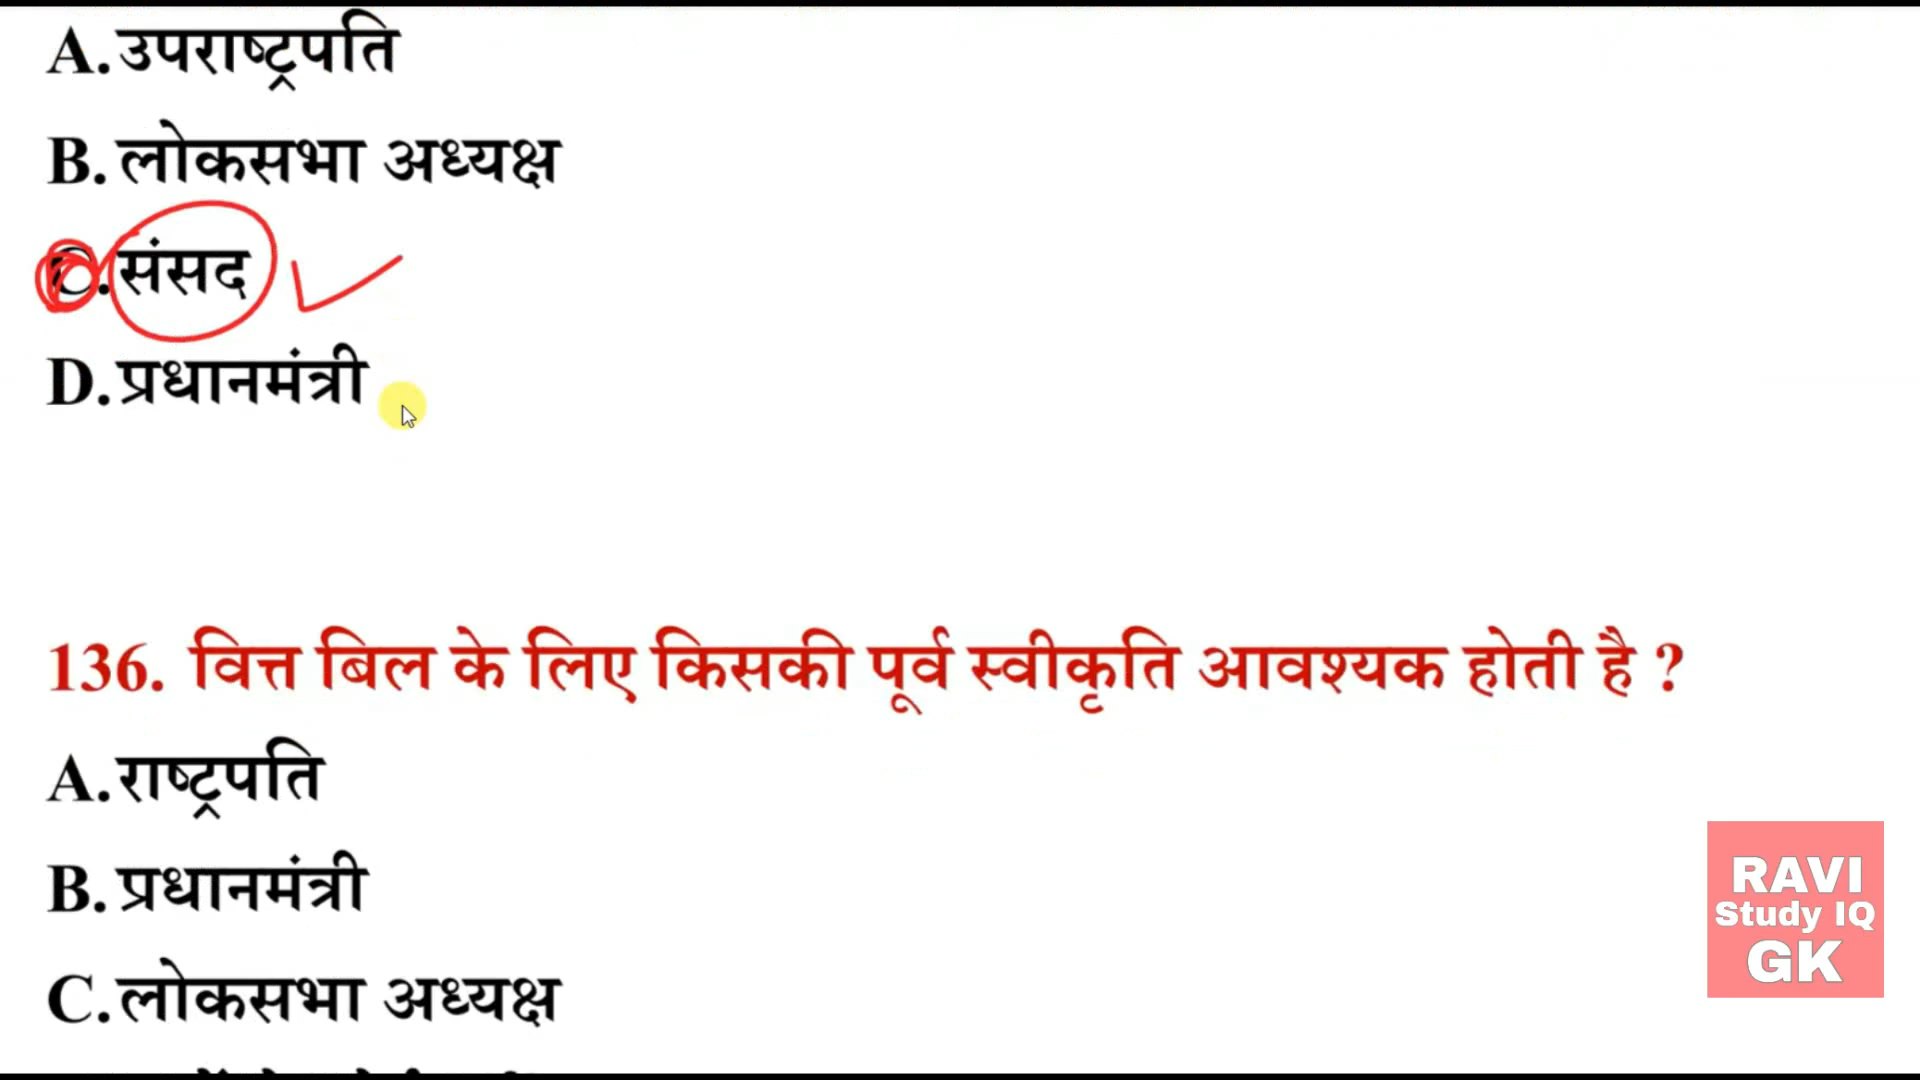 A. उपराष्ट्रपति
B. लोकसभा अध्यक्ष
C. संसद
D. प्रधानमंत्री
136. वित्त बिल के लिए किसकी पूर्व स्वीकृति आवश्यक होती है ?
A. राष्ट्रपति
B. प्रधानमंत्री
C. लोकसभा अध्यक्ष
RAVI
Study IQ
GK